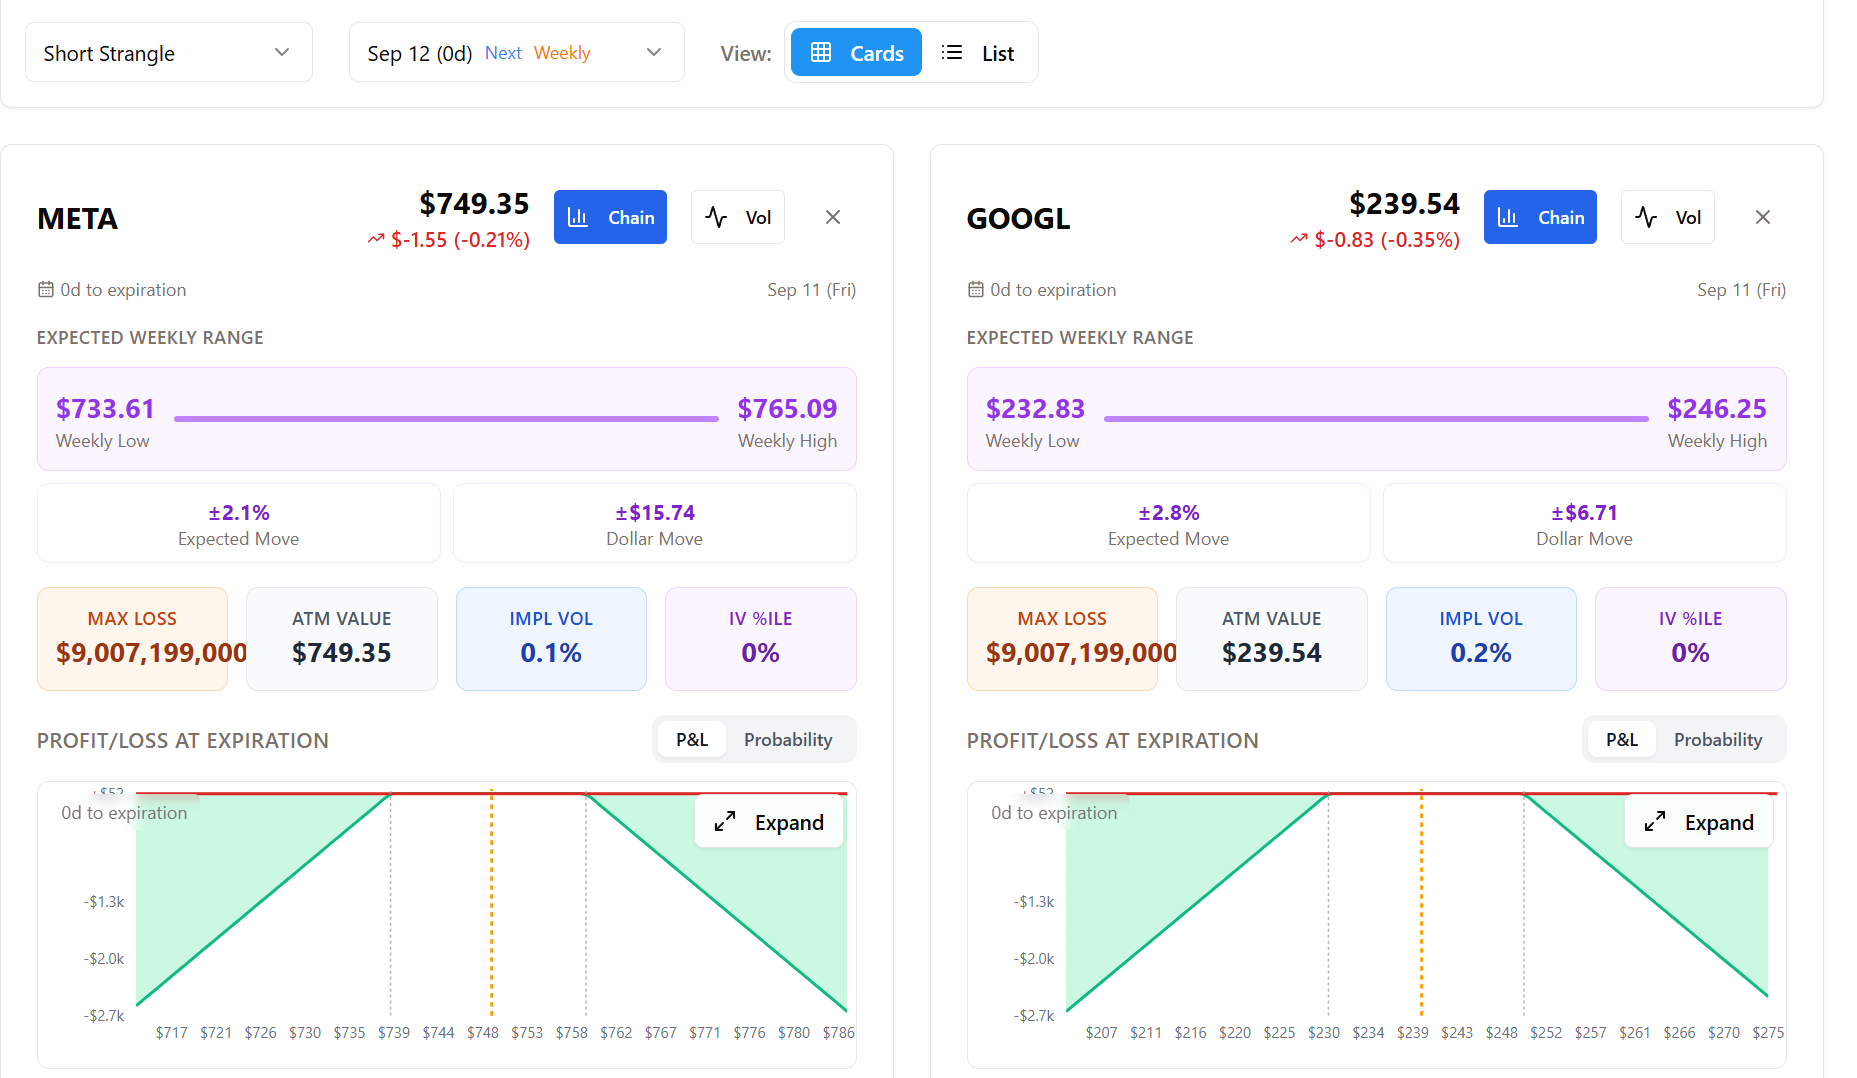 Short Strangle
Sep 12 (0d) Next Weekly
View: Cards List
META
$749.35
$-1.55 (-0.21%)
Chain
Vol
0d to expiration
Sep 11 (Fri)
EXPECTED WEEKLY RANGE
$733.61
Weekly Low
$765.09
Weekly High
±2.1%
Expected Move
±$15.74
Dollar Move
MAX LOSS
$9,007,199,000
ATM VALUE
$749.35
IMPL VOL
0.1%
IV %ILE
0%
PROFIT/LOSS AT EXPIRATION
P&L Probability
+$52
0d to expiration
Expand
-$1.3k
-$2.0k
-$2.7k
$717 $721 $726 $730 $735 $739 $744 $748 $753 $758 $762 $767 $771 $776 $780 $786
GOOGL
$239.54
$-0.83 (-0.35%)
Chain
Vol
0d to expiration
Sep 11 (Fri)
EXPECTED WEEKLY RANGE
$232.83
Weekly Low
$246.25
Weekly High
±2.8%
Expected Move
±$6.71
Dollar Move
MAX LOSS
$9,007,199,000
ATM VALUE
$239.54
IMPL VOL
0.2%
IV %ILE
0%
PROFIT/LOSS AT EXPIRATION
P&L Probability
0d to expiration
Expand
-$1.3k
-$2.0k
-$2.7k
$207 $211 $216 $220 $225 $230 $234 $239 $243 $248 $252 $257 $261 $266 $270 $275